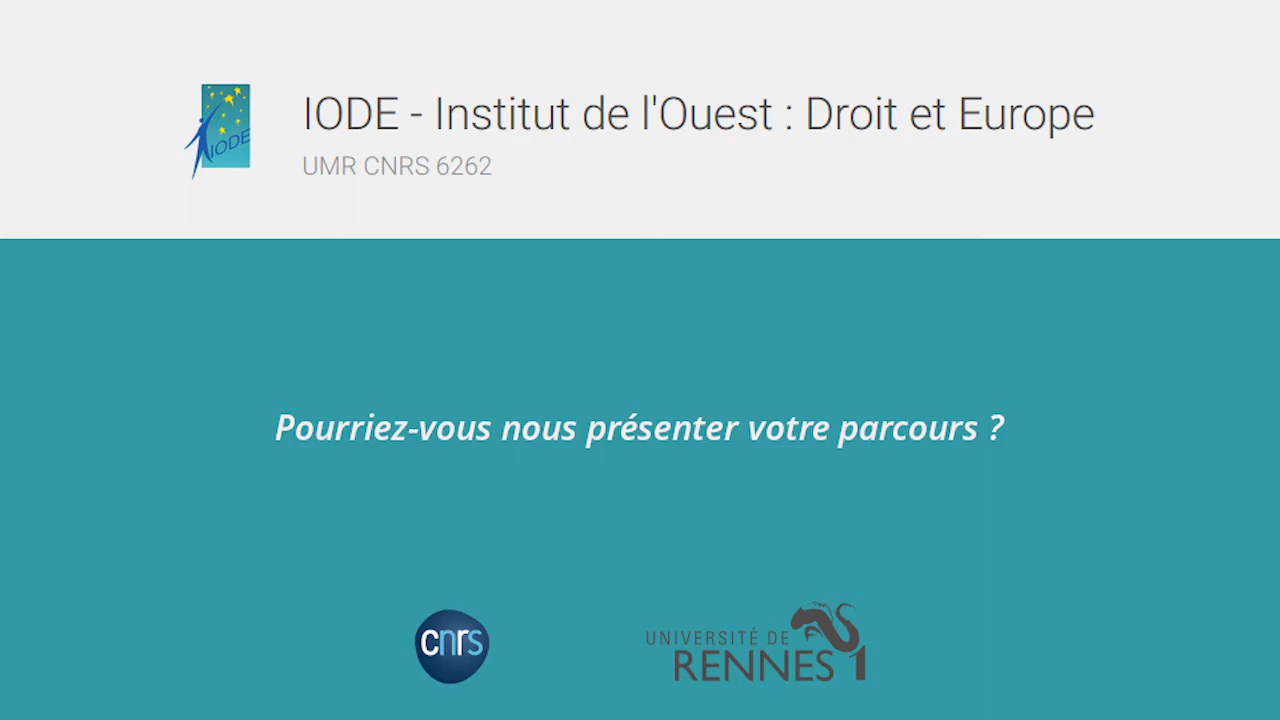 IODE
IODE - Institut de l'Ouest : Droit et Europe
UMR CNRS 6262
Pourriez-vous nous présenter votre parcours ?
cnrs
UNIVERSITÉ DE
RENNES 1